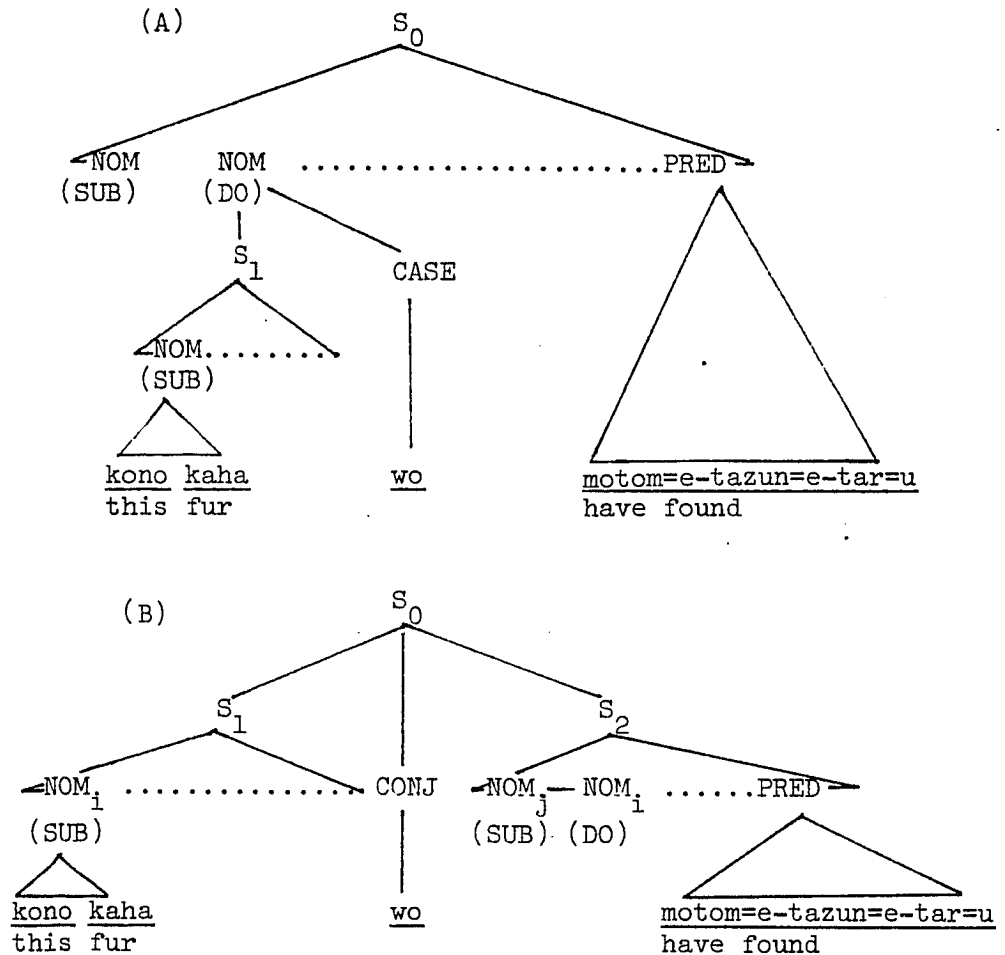 (A)
S0
NOM NOM ......................PRED
(SUB) (DO)
S1 CASE
NOM..........
(SUB)
kono kaha wo motom=e-tazun=e-tar=u
this fur have found
(B)
S0
S1 S2
NOMi .................. CONJ NOMj NOMi ......PRED
(SUB) (SUB) (DO)
kono kaha wo motom=e-tazun=e-tar=u
this fur have found